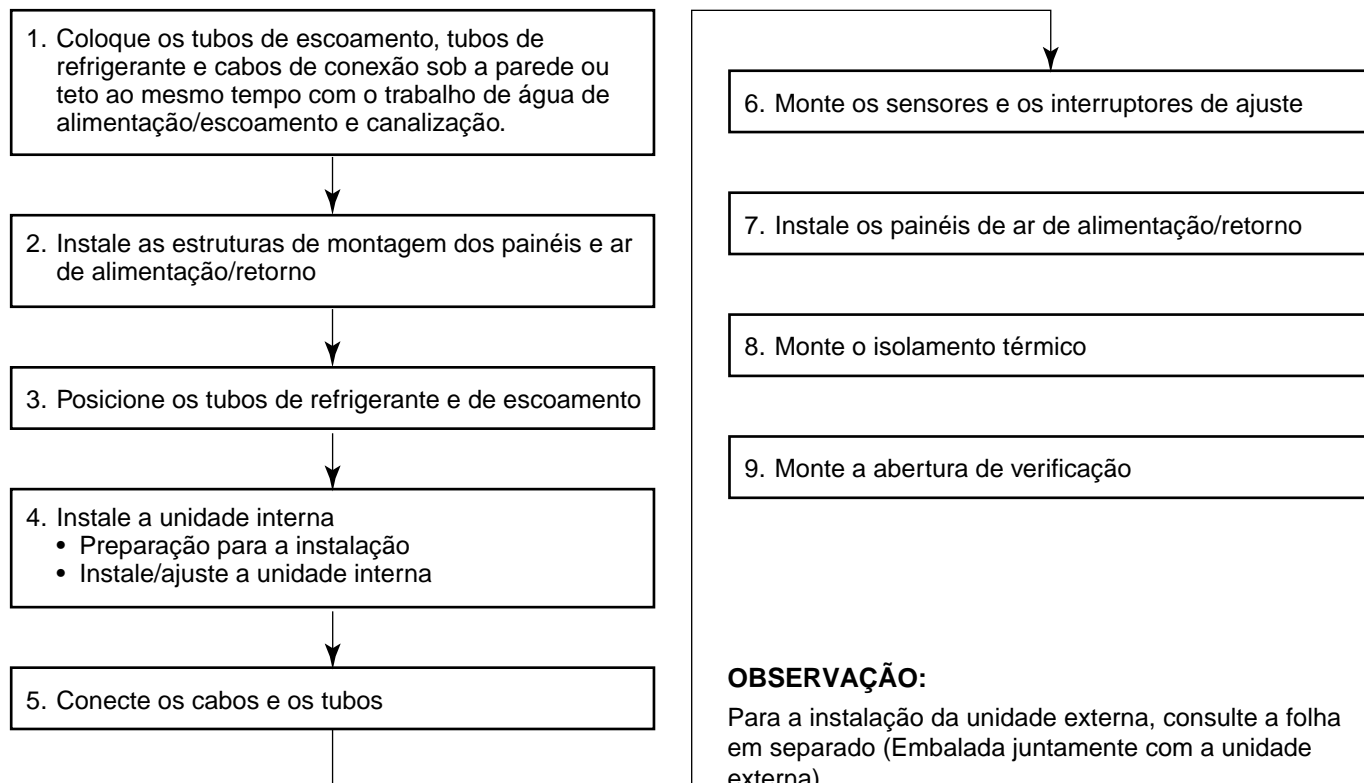 1. Coloque os tubos de escoamento, tubos de
refrigerante e cabos de conexão sob a parede ou
teto ao mesmo tempo com o trabalho de água de
alimentação/escoamento e canalização.
2. Instale as estruturas de montagem dos painéis e ar
de alimentação/retorno
3. Posicione os tubos de refrigerante e de escoamento
4. Instale a unidade interna
• Preparação para a instalação
• Instale/ajuste a unidade interna
5. Conecte os cabos e os tubos
6. Monte os sensores e os interruptores de ajuste
7. Instale os painéis de ar de alimentação/retorno
8. Monte o isolamento térmico
9. Monte a abertura de verificação
OBSERVAÇÃO:
Para a instalação da unidade externa, consulte a folha
em separado (Embalada juntamente com a unidade
externa)